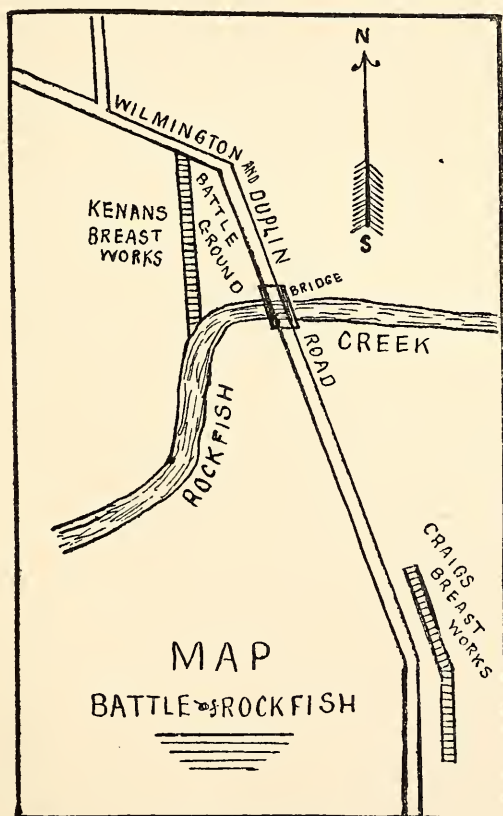 N
S
WILMINGTON AND DUPLIN ROAD
KENANS
BREAST
WORKS
BATTLE
GROUND
BRIDGE
CREEK
ROCKFISH
CRAIGS
BREAST
WORKS
MAP
BATTLE of ROCKFISH